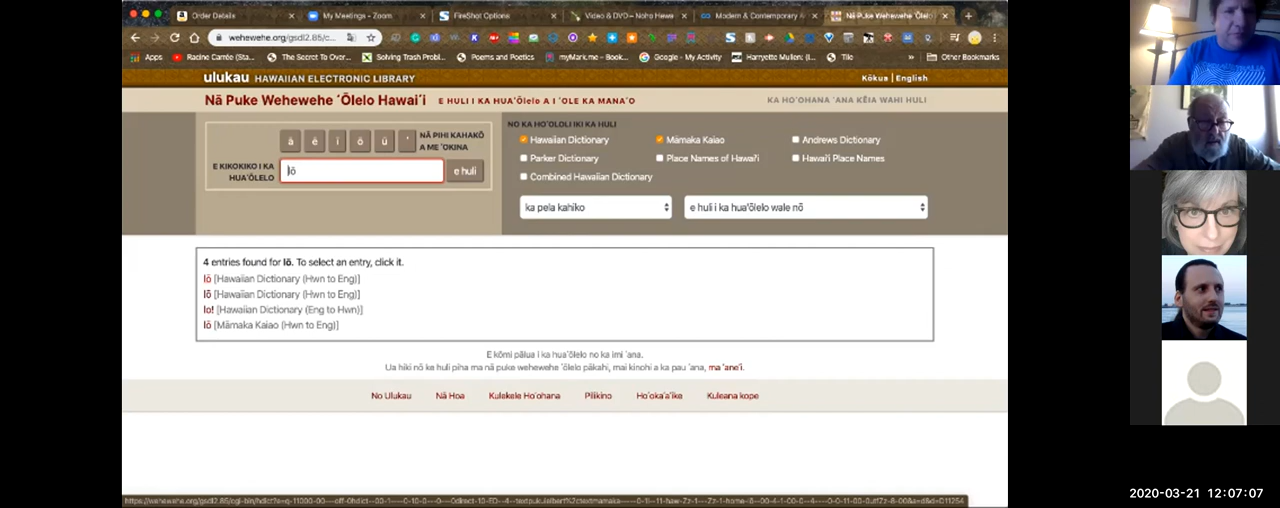 Order Details
My Meetings – Zoom
FireShot Options
Video & DVD – Noho Hewe
Modern & Contemporary A
Nā Puke Wehewehe ʻŌlelo
wehewehe.org/gsdl2.85/c...
Apps
Racine Carrée (Stan...
The Secret To Over...
Solving Trash Prob...
Poems and Poetics
myMark.me – Book...
Google - My Activity
Harryette Mullen: (I...
Tile
»
Other Bookmarks
ulukau HAWAIIAN ELECTRONIC LIBRARY
Kōkua | English
Nā Puke Wehewehe ʻŌlelo Hawaiʻi
E HULI I KA HUAʻŌlelo A I ʻOLE KA MANAʻO
KA HOʻOHANA ʻANA KĒIA WAHI HULI
ā ē ī ō ū ʻ
NĀ PIHI KAHAKŌ
A ME ʻOKINA
E KIKOKIKO I KA
HUAʻŌLELO
lō
e huli
NO KA HOʻOLOLI IKI KA HULI
Hawaiian Dictionary
Māmaka Kaiao
Andrews Dictionary
Parker Dictionary
Place Names of Hawaiʻi
Hawaiʻi Place Names
Combined Hawaiian Dictionary
ka pela kahiko
e huli i ka huaʻōlelo wale nō
4 entries found for lō. To select an entry, click it.
lō [Hawaiian Dictionary (Hwn to Eng)]
lō [Hawaiian Dictionary (Hwn to Eng)]
lo! [Hawaiian Dictionary (Eng to Hwn)]
lō [Māmaka Kaiao (Hwn to Eng)]
E kōmi pālua i ka huaʻōlelo no ka imi ʻana.
Ua hiki nō ke huli piha ma nā puke wehewehe ʻōlelo pākahi, mai kinohi a ka pau ʻana, ma ʻaneʻi.
No Ulukau
Nā Hoa
Kulekele Hoʻohana
Pilikino
Hoʻokaʻaʻike
Kuleana kope
2020-03-21 12:07:07